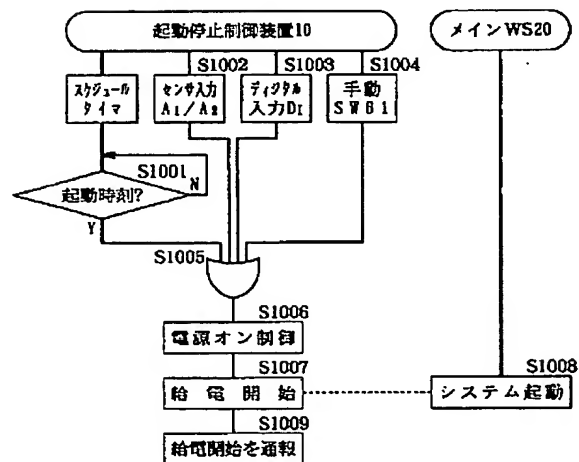 起動停止制御装置10
メインWS20
S1002
S1003
S1004
スケジュール
タイマ
センサ入力
A1/A2
ディジタル
入力DI
手動
SWB1
S1001
N
起動時刻?
Y
S1005
S1006
電源オン制御
S1007
給電開始
S1008
システム起動
S1009
給電開始を通報